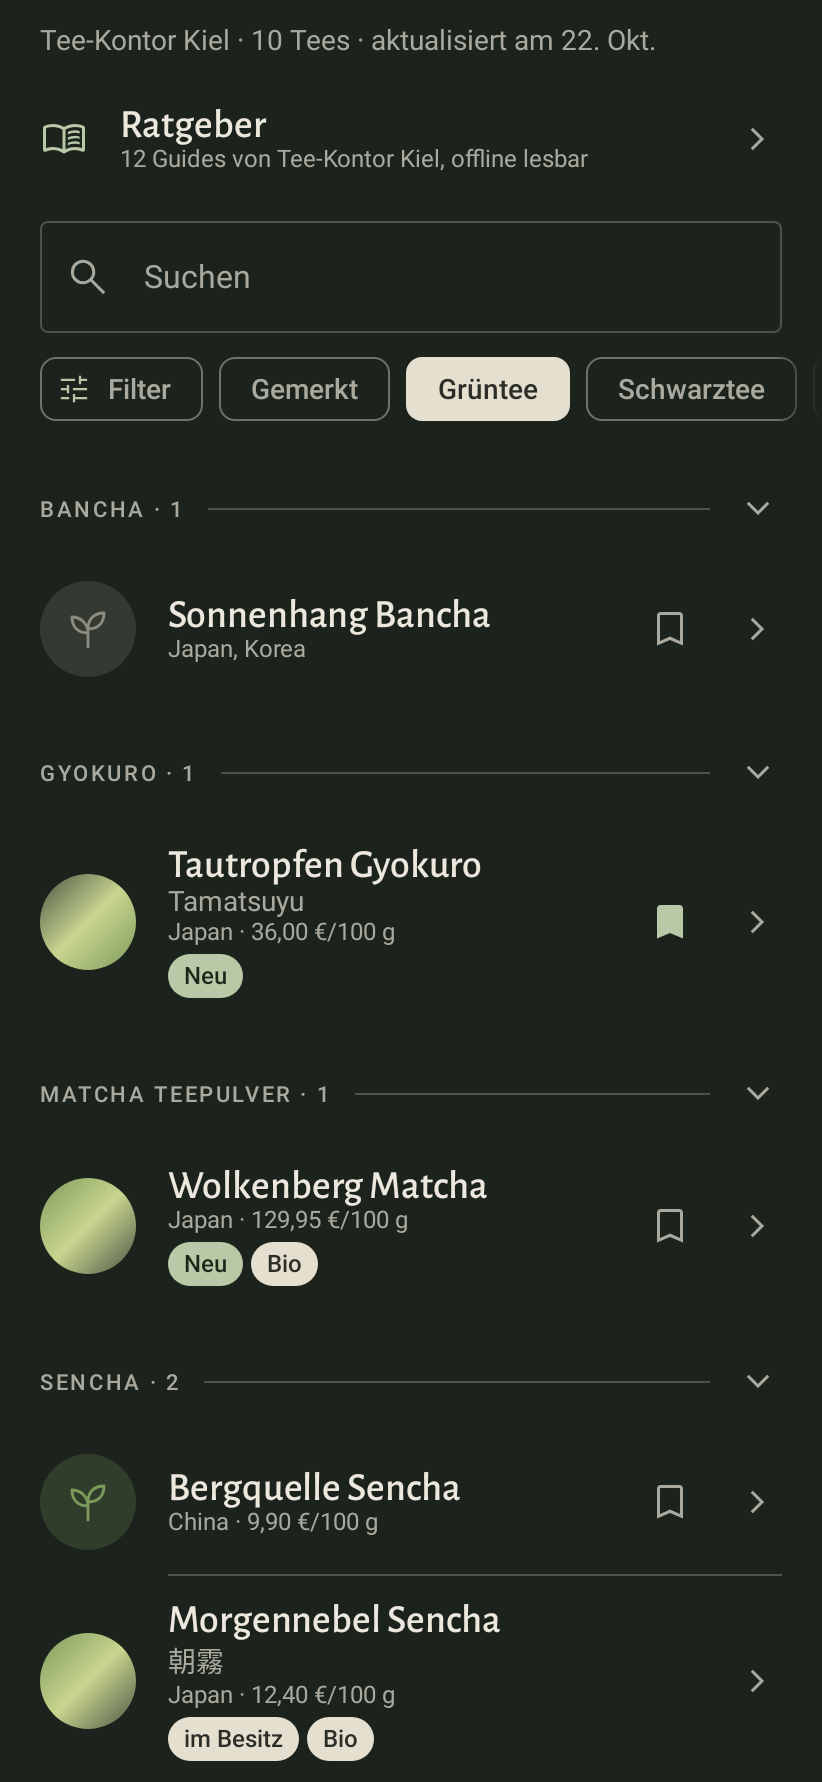 Tee-Kontor Kiel · 10 Tees · aktualisiert am 22. Okt.
Ratgeber
12 Guides von Tee-Kontor Kiel, offline lesbar
Suchen
Filter
Gemerkt
Grüntee
Schwarztee
BANCHA · 1
Sonnenhang Bancha
Japan, Korea
GYOKURO · 1
Tautropfen Gyokuro
Tamatsuyu
Japan · 36,00 €/100 g
Neu
MATCHA TEEPULVER · 1
Wolkenberg Matcha
Japan · 129,95 €/100 g
Neu
Bio
SENCHA · 2
Bergquelle Sencha
China · 9,90 €/100 g
Morgennebel Sencha
朝霧
Japan · 12,40 €/100 g
im Besitz
Bio